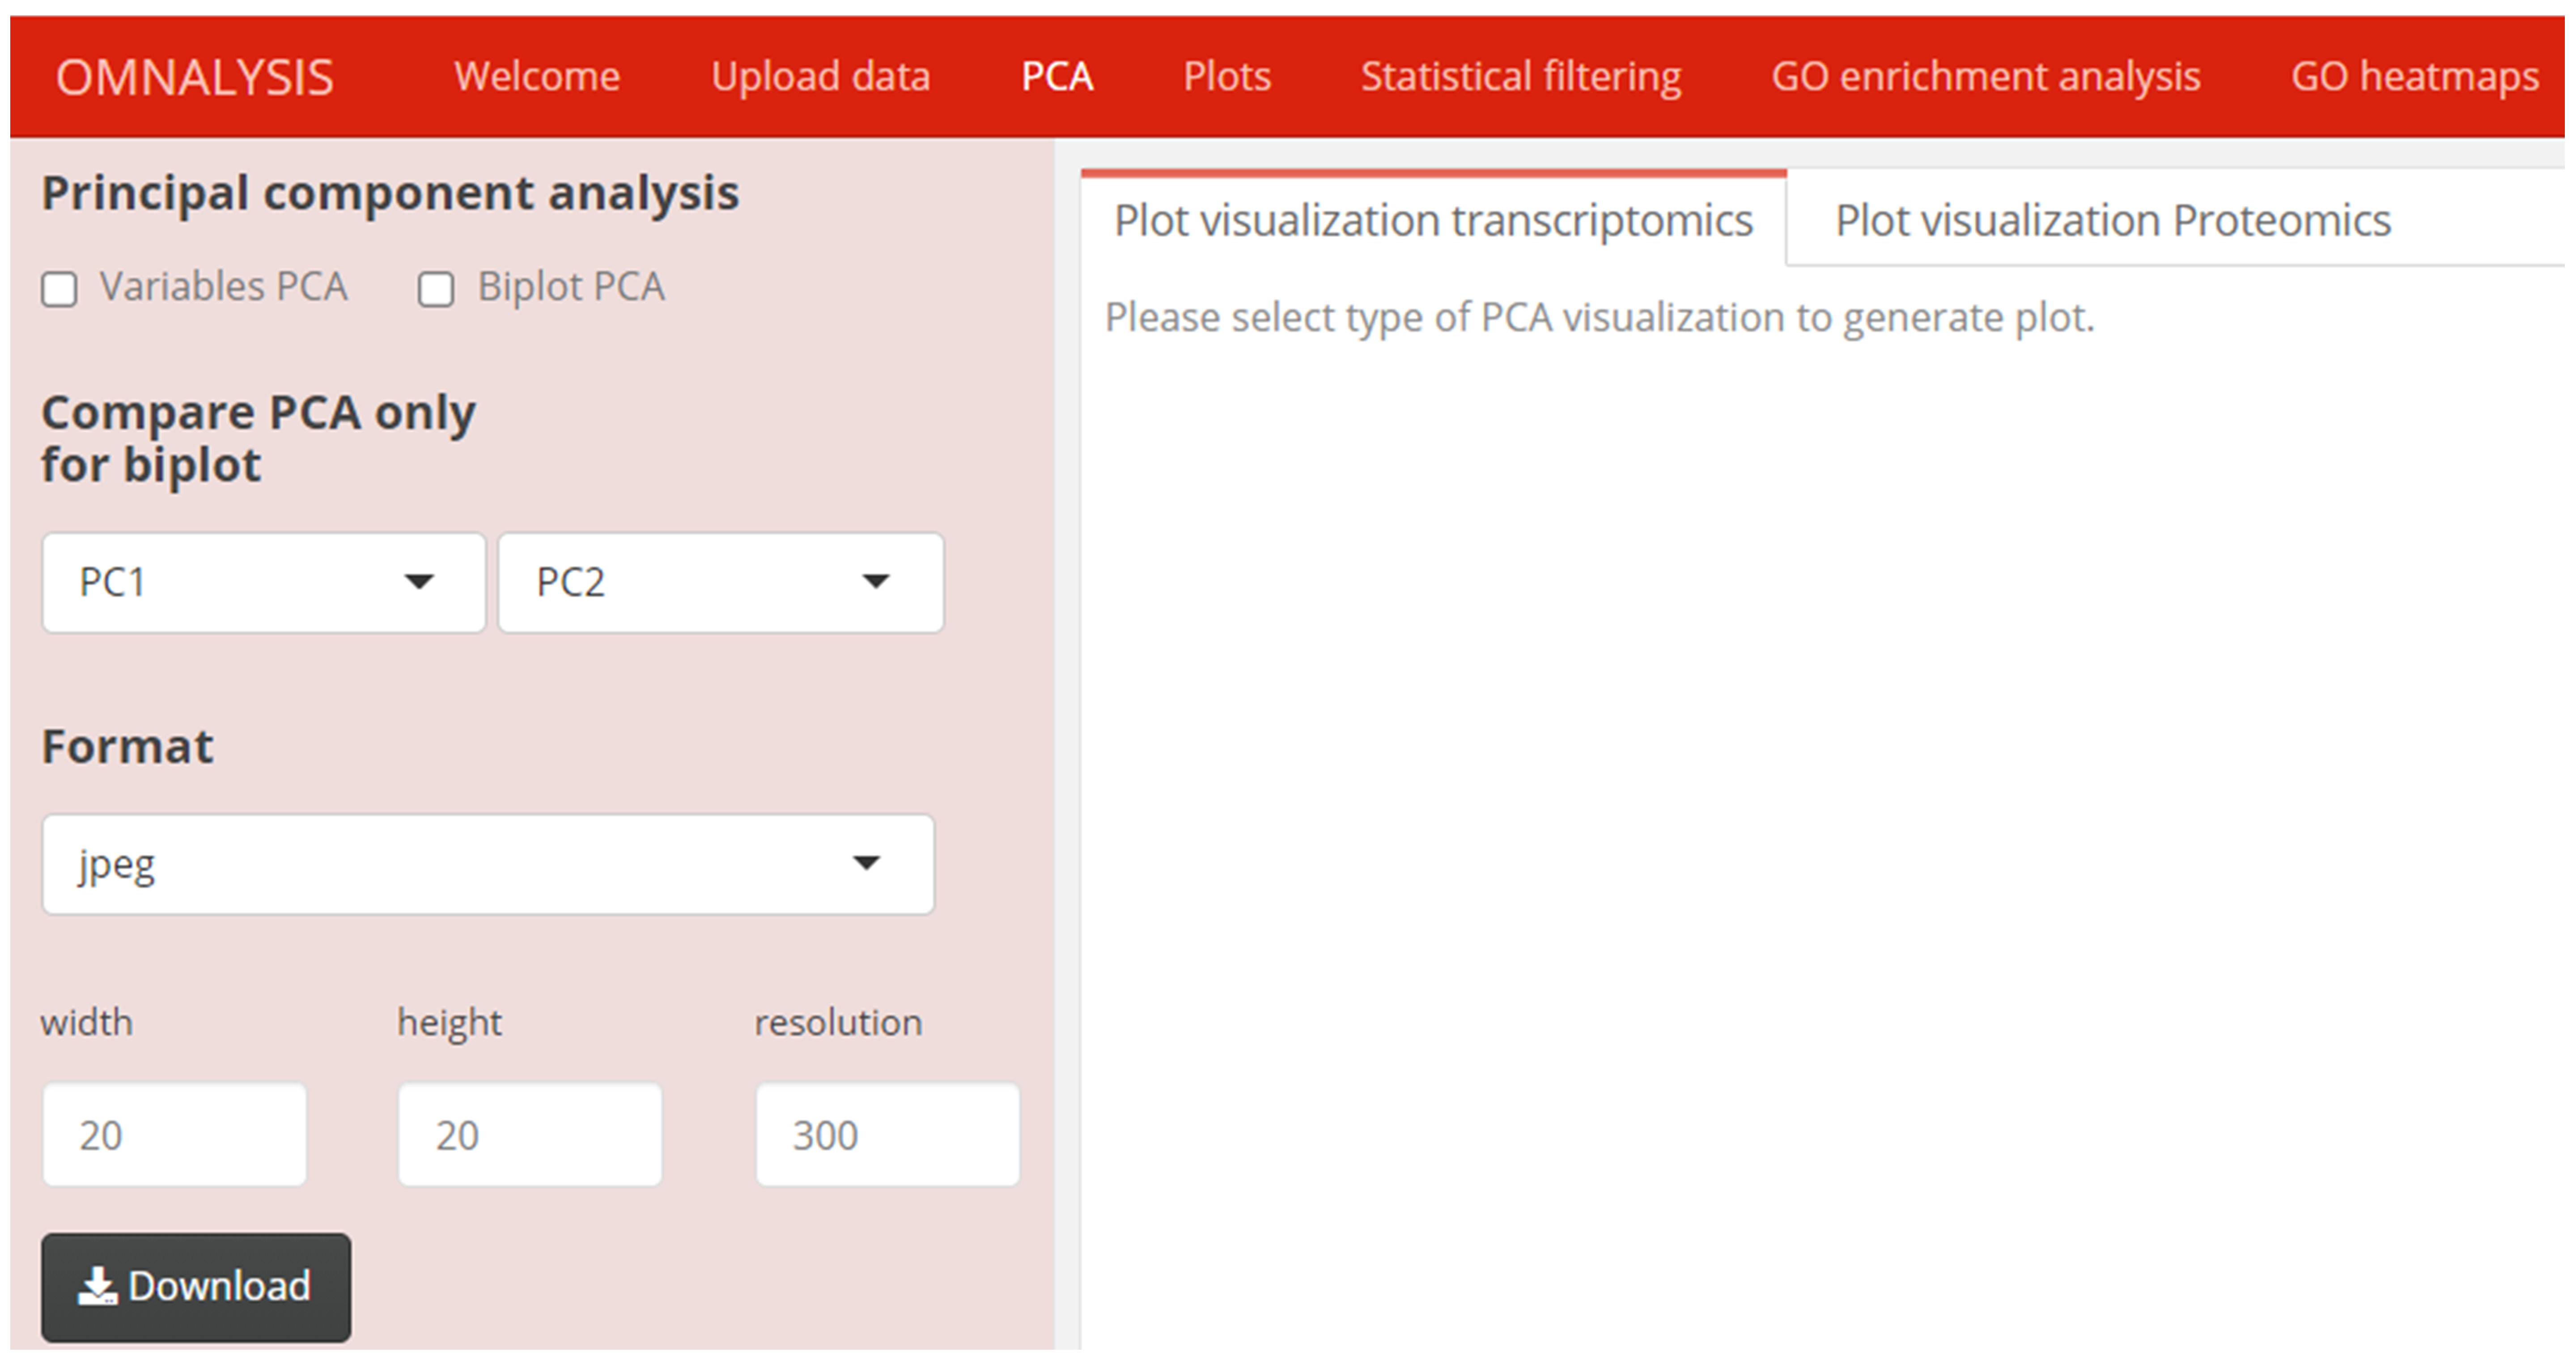 OMNALYSIS Welcome Upload data PCA Plots Statistical filtering GO enrichment analysis GO heatmaps
Principal component analysis
Variables PCA Biplot PCA
Compare PCA only
for biplot
PC1 PC2
Format
jpeg
width height resolution
20 20 300
Download
Plot visualization transcriptomics Plot visualization Proteomics
Please select type of PCA visualization to generate plot.